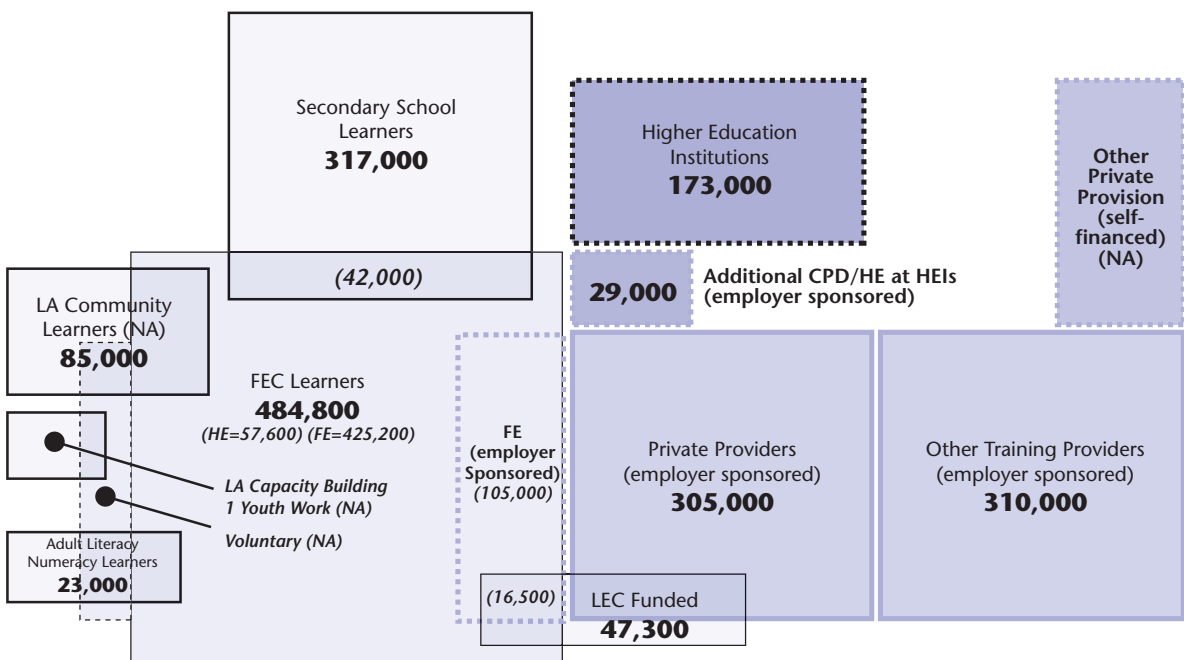 Secondary School
Learners
317,000
(42,000)
Higher Education
Institutions
173,000
Other
Private
Provision
(self-
financed)
(NA)
29,000
Additional CPD/HE at HEIs
(employer sponsored)
LA Community
Learners (NA)
85,000
FEC Learners
484,800
(HE=57,600) (FE=425,200)
FE
(employer
Sponsored)
(105,000)
Private Providers
(employer sponsored)
305,000
Other Training Providers
(employer sponsored)
310,000
LA Capacity Building
1 Youth Work (NA)
Voluntary (NA)
Adult Literacy
Numeracy Learners
23,000
(16,500)
LEC Funded
47,300